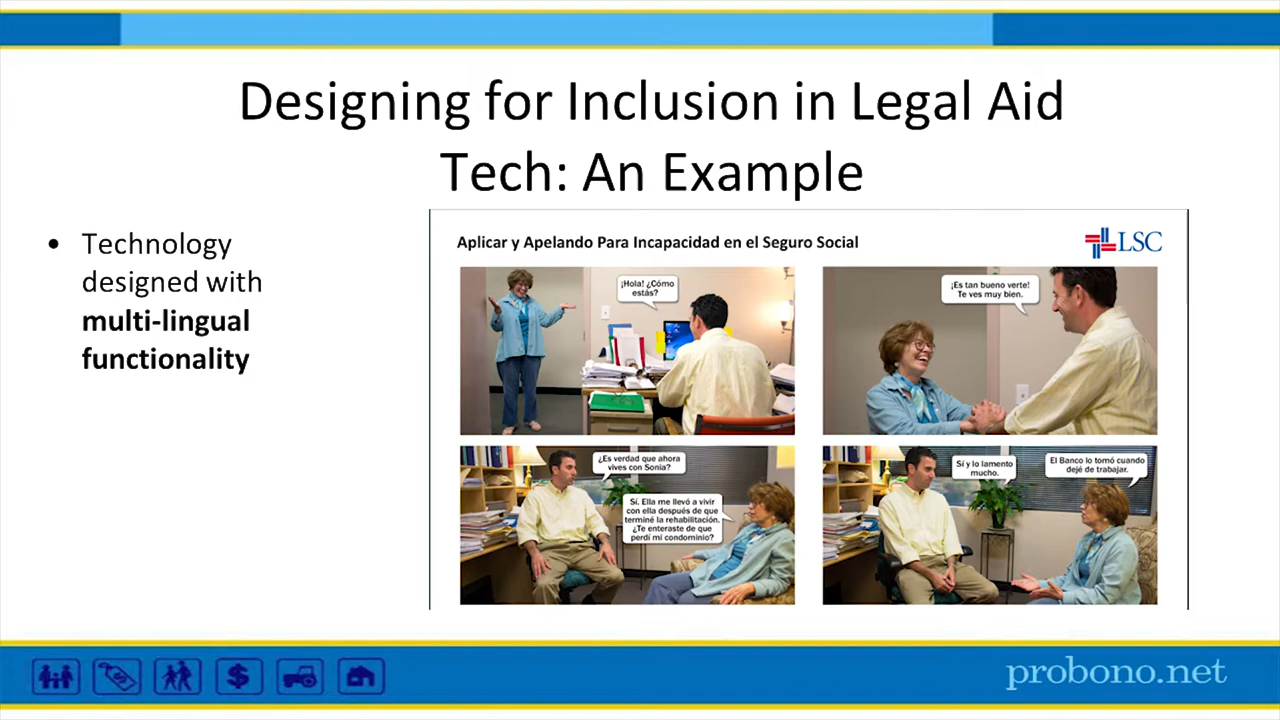 Designing for Inclusion in Legal Aid
Tech: An Example
• Technology
designed with
multi-lingual
functionality
Aplicar y Apelando Para Incapacidad en el Seguro Social
LSC
¡Hola! ¿Cómo
estás?
¡Es tan bueno verte!
Te ves muy bien.
¿Es verdad que ahora
vives con Sonia?
Sí. Ella me llevó a vivir
con ella después de que
terminé la rehabilitación.
¿Te enteraste de que
perdí mi condominio?
Sí y lo lamento
mucho.
El Banco lo tomó cuando
dejé de trabajar.
$
probono.net